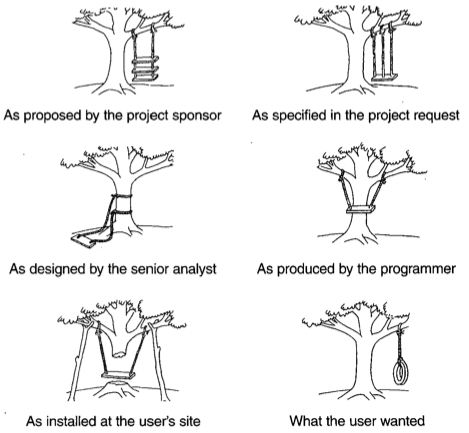 As proposed by the project sponsor
As specified in the project request
As designed by the senior analyst
As produced by the programmer
As installed at the user's site
What the user wanted